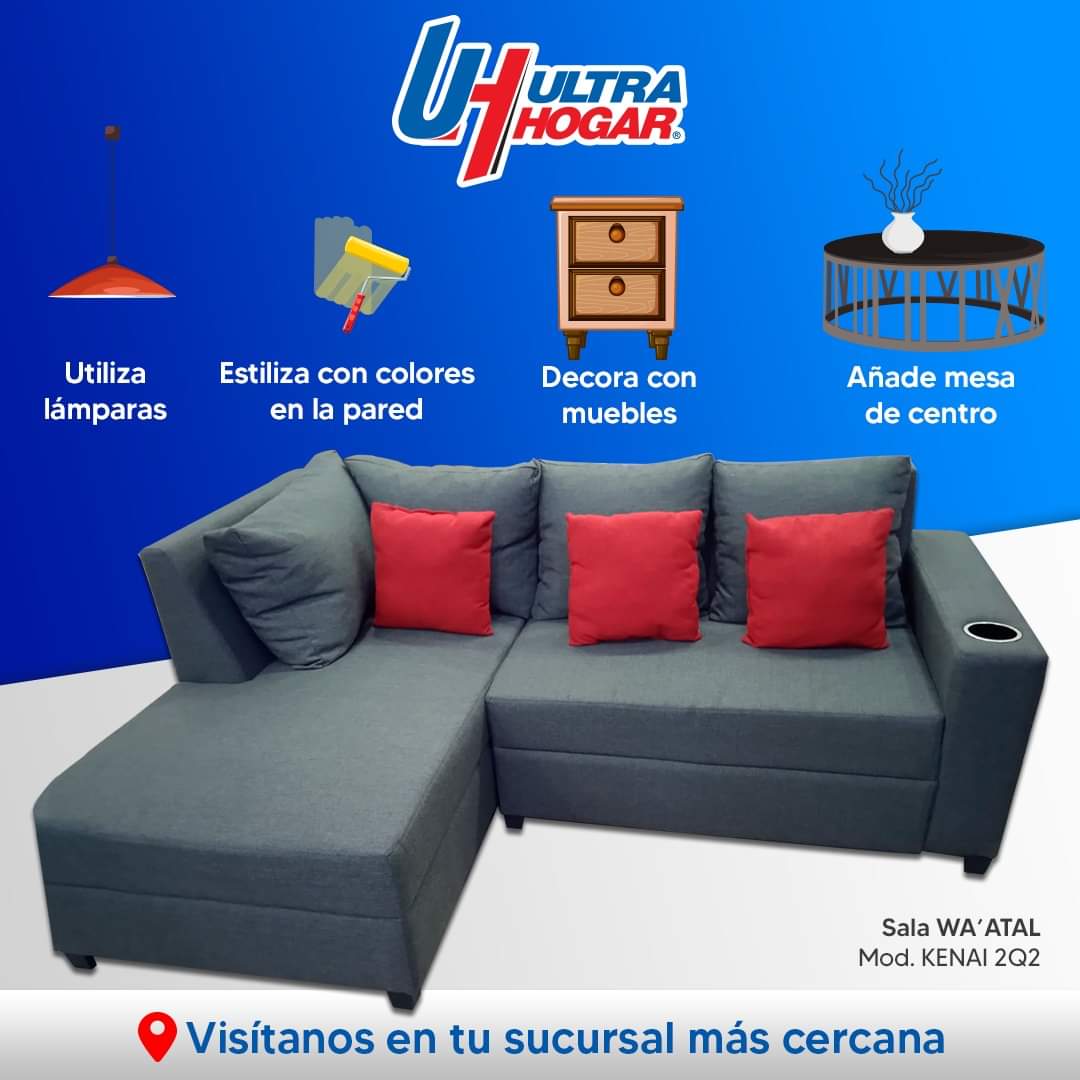 UH ULTRA
HOGAR®
Utiliza
lámparas
Estiliza con colores
en la pared
Decora con
muebles
Añade mesa
de centro
Sala WA'ATAL
Mod. KENAI 2Q2
Visítanos en tu sucursal más cercana